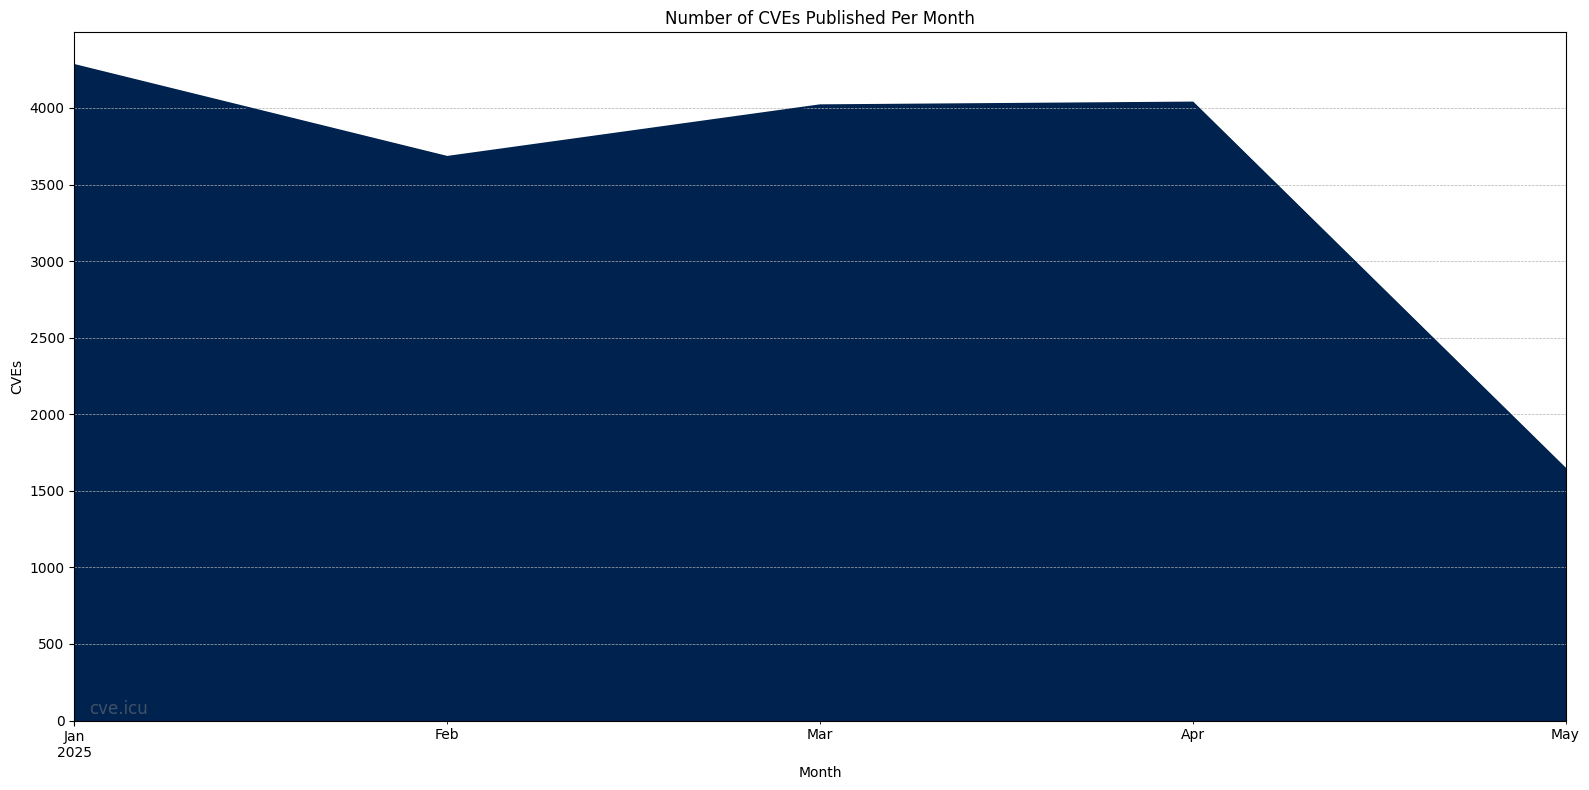 Number of CVEs Published Per Month
CVEs
4000
3500
3000
2500
2000
1500
1000
500
0
cve.icu
Jan Feb Mar Apr May
2025
Month